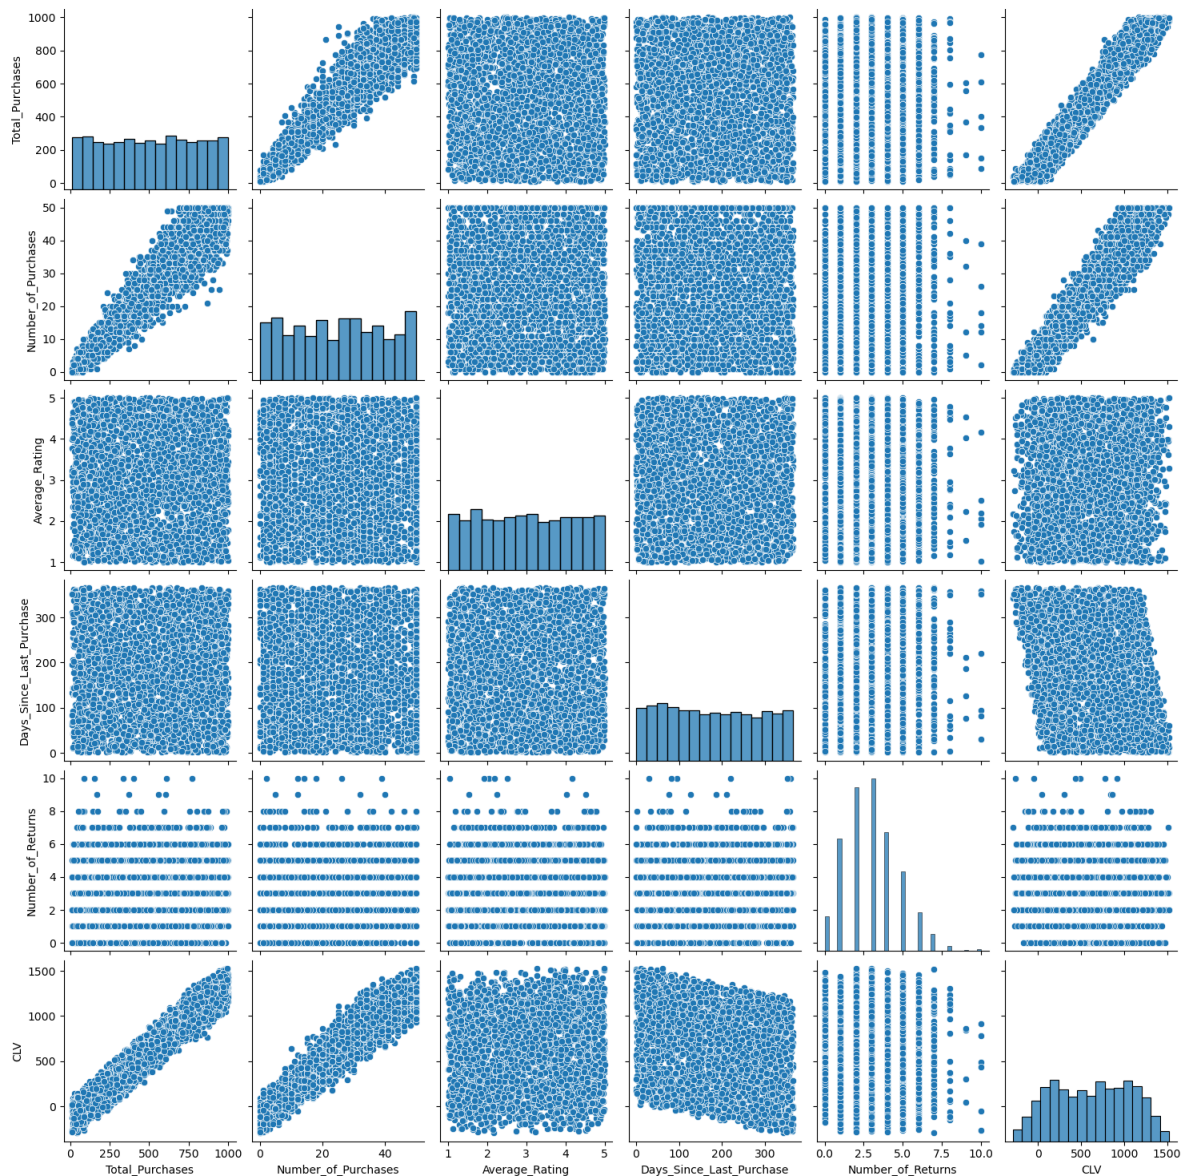 1000
800
600
400
200
0
Total_Purchases
50
40
30
20
10
0
Number_of_Purchases
5
4
3
2
1
Average_Rating
300
200
100
0
Days_Since_Last_Purchase
10
8
6
4
2
0
Number_of_Returns
1500
1000
500
0
CLV
0 250 500 750 1000
0 20 40
1 2 3 4 5
0 100 200 300
0.0 2.5 5.0 7.5 10.0
0 500 1000 1500
Total_Purchases
Number_of_Purchases
Average_Rating
Days_Since_Last_Purchase
Number_of_Returns
CLV